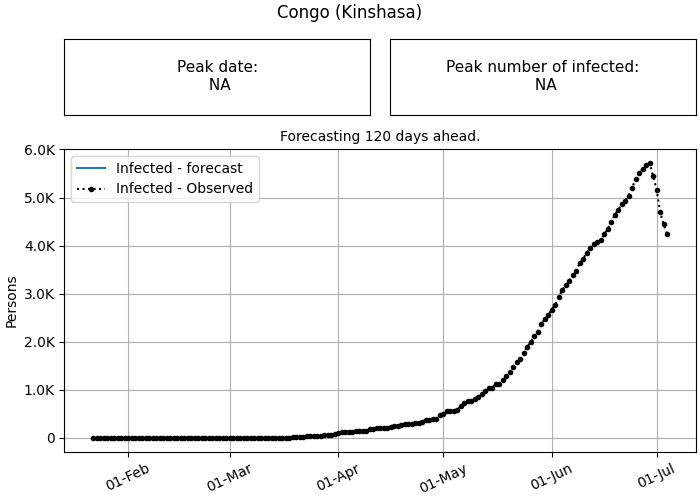 Congo (Kinshasa)
Peak date:
NA
Peak number of infected:
NA
Forecasting 120 days ahead.
Infected - forecast
Infected - Observed
Persons
6.0K
5.0K
4.0K
3.0K
2.0K
1.0K
0
01-Feb
01-Mar
01-Apr
01-May
01-Jun
01-Jul